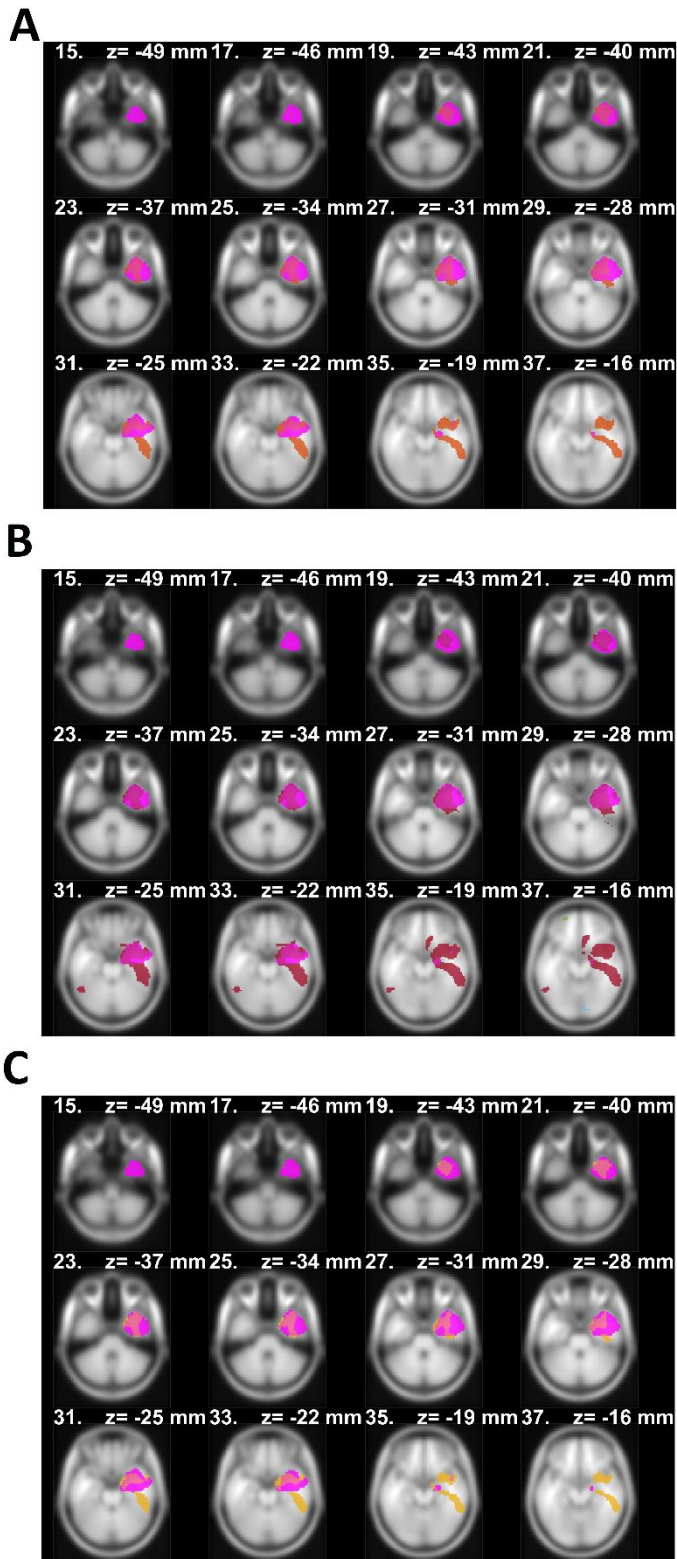 A
15. z= -49 mm 17. z= -46 mm 19. z= -43 mm 21. z= -40 mm
23. z= -37 mm 25. z= -34 mm 27. z= -31 mm 29. z= -28 mm
31. z= -25 mm 33. z= -22 mm 35. z= -19 mm 37. z= -16 mm
B
15. z= -49 mm 17. z= -46 mm 19. z= -43 mm 21. z= -40 mm
23. z= -37 mm 25. z= -34 mm 27. z= -31 mm 29. z= -28 mm
31. z= -25 mm 33. z= -22 mm 35. z= -19 mm 37. z= -16 mm
C
15. z= -49 mm 17. z= -46 mm 19. z= -43 mm 21. z= -40 mm
23. z= -37 mm 25. z= -34 mm 27. z= -31 mm 29. z= -28 mm
31. z= -25 mm 33. z= -22 mm 35. z= -19 mm 37. z= -16 mm